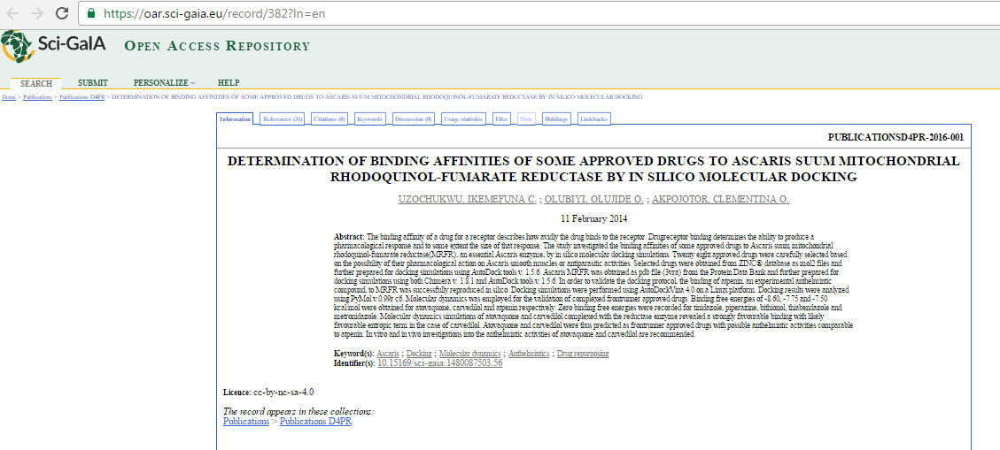 https://oar.sci-gaia.eu/record/382?ln=en
Sci-GaIA OPEN ACCESS REPOSITORY
SEARCH SUBMIT PERSONALIZE HELP
Home > Publications > Publications D4PR > DETERMINATION OF BINDING AFFINITIES OF SOME APPROVED DRUGS TO ASCARIS SUUM MITOCHONDRIAL RHODOQUINOL-FUMARATE REDUCTASE BY IN SILICO MOLECULAR DOCKING
Information References (31) Citations (0) Keywords Discussion (0) Usage statistics Files Plots Holdings Linkbacks
PUBLICATIONSD4PR-2016-001
DETERMINATION OF BINDING AFFINITIES OF SOME APPROVED DRUGS TO ASCARIS SUUM MITOCHONDRIAL
RHODOQUINOL-FUMARATE REDUCTASE BY IN SILICO MOLECULAR DOCKING
UZOCHUKWU, IKEMEFUNA C. ; OLUBIYI, OLUJIDE O. ; AKPOJOTOR, CLEMENTINA O.
11 February 2014
Abstract: The binding affinity of a drug for a receptor describes how avidly the drug binds to the receptor. Drugreceptor binding determines the ability to produce a
pharmacological response and to some extent the size of that response. The study investigated the binding affinities of some approved drugs to Ascaris suum mitochondrial
rhodoquinol-fumarate reductase(MRFR), an essential Ascaris enzyme, by in silico molecular docking simulations. Twenty eight approved drugs were carefully selected based
on the possibility of their pharmacological action on Ascaris smooth muscles or antiparasitic activities. Selected drugs were obtained from ZINC® database as mol2 files and
further prepared for docking simulations using AutoDock tools v. 1.5.6. Ascaris MRFR was obtained as pdb file (3vra) from the Protein Data Bank and further prepared for
docking simulations using both Chimera v. 1.8.1 and AutoDock tools v. 1.5.6. In order to validate the docking protocol, the binding of atpenin, an experimental anthelmintic
compound, to MRFR was successfully reproduced in silico. Docking simulations were performed using AutoDockVina 4.0 on a Linux platform. Docking results were analyzed
using PyMol v.0.99r c6. Molecular dynamics was employed for the validation of complexed frontrunner approved drugs. Binding free energies of -8.60, -7.75 and -7.50
kcal/mol were obtained for atovaquone, carvedilol and atpenin respectively. Zero binding free energies were recorded for tinidazole, piperazine, bithionol, thiabendazole and
metronidazole. Molecular dynamics simulations of atovaquone and carvedilol complexed with the reductase enzyme revealed a strongly favourable binding with likely
favourable entropic term in the case of carvedilol. Atovaquone and carvedilol were thus predicted as frontrunner approved drugs with possible anthelmintic activities comparable
to atpenin. In vitro and in vivo investigations into the anthelmintic activities of atovaquone and carvedilol are recommended.
Keyword(s): Ascaris ; Docking ; Molecular dynamics ; Anthelmintics ; Drug repurposing
Identifier(s): 10.15169/sci-gaia:1480087503.56
Licence: cc-by-nc-sa-4.0
The record appears in these collections:
Publications > Publications D4PR